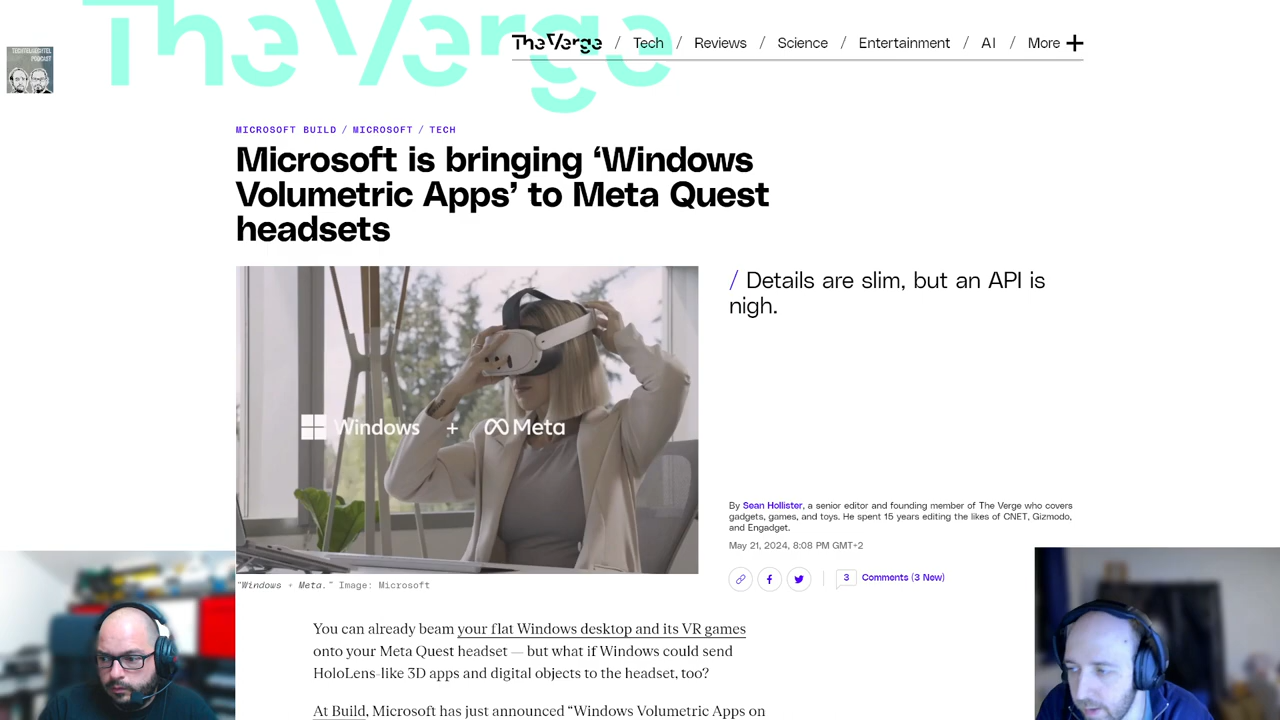 The Verge
TECHTELMECHTEL
PODCAST
The Verge / Tech / Reviews / Science / Entertainment / AI / More +
MICROSOFT BUILD / MICROSOFT / TECH
Microsoft is bringing ‘Windows
Volumetric Apps’ to Meta Quest
headsets
/ Details are slim, but an API is
nigh.
Windows + Meta
By Sean Hollister, a senior editor and founding member of The Verge who covers
gadgets, games, and toys. He spent 15 years editing the likes of CNET, Gizmodo,
and Engadget.
May 21, 2024, 8:08 PM GMT+2
3 Comments (3 New)
"Windows + Meta." Image: Microsoft
You can already beam your flat Windows desktop and its VR games
onto your Meta Quest headset — but what if Windows could send
HoloLens-like 3D apps and digital objects to the headset, too?
At Build, Microsoft has just announced “Windows Volumetric Apps on